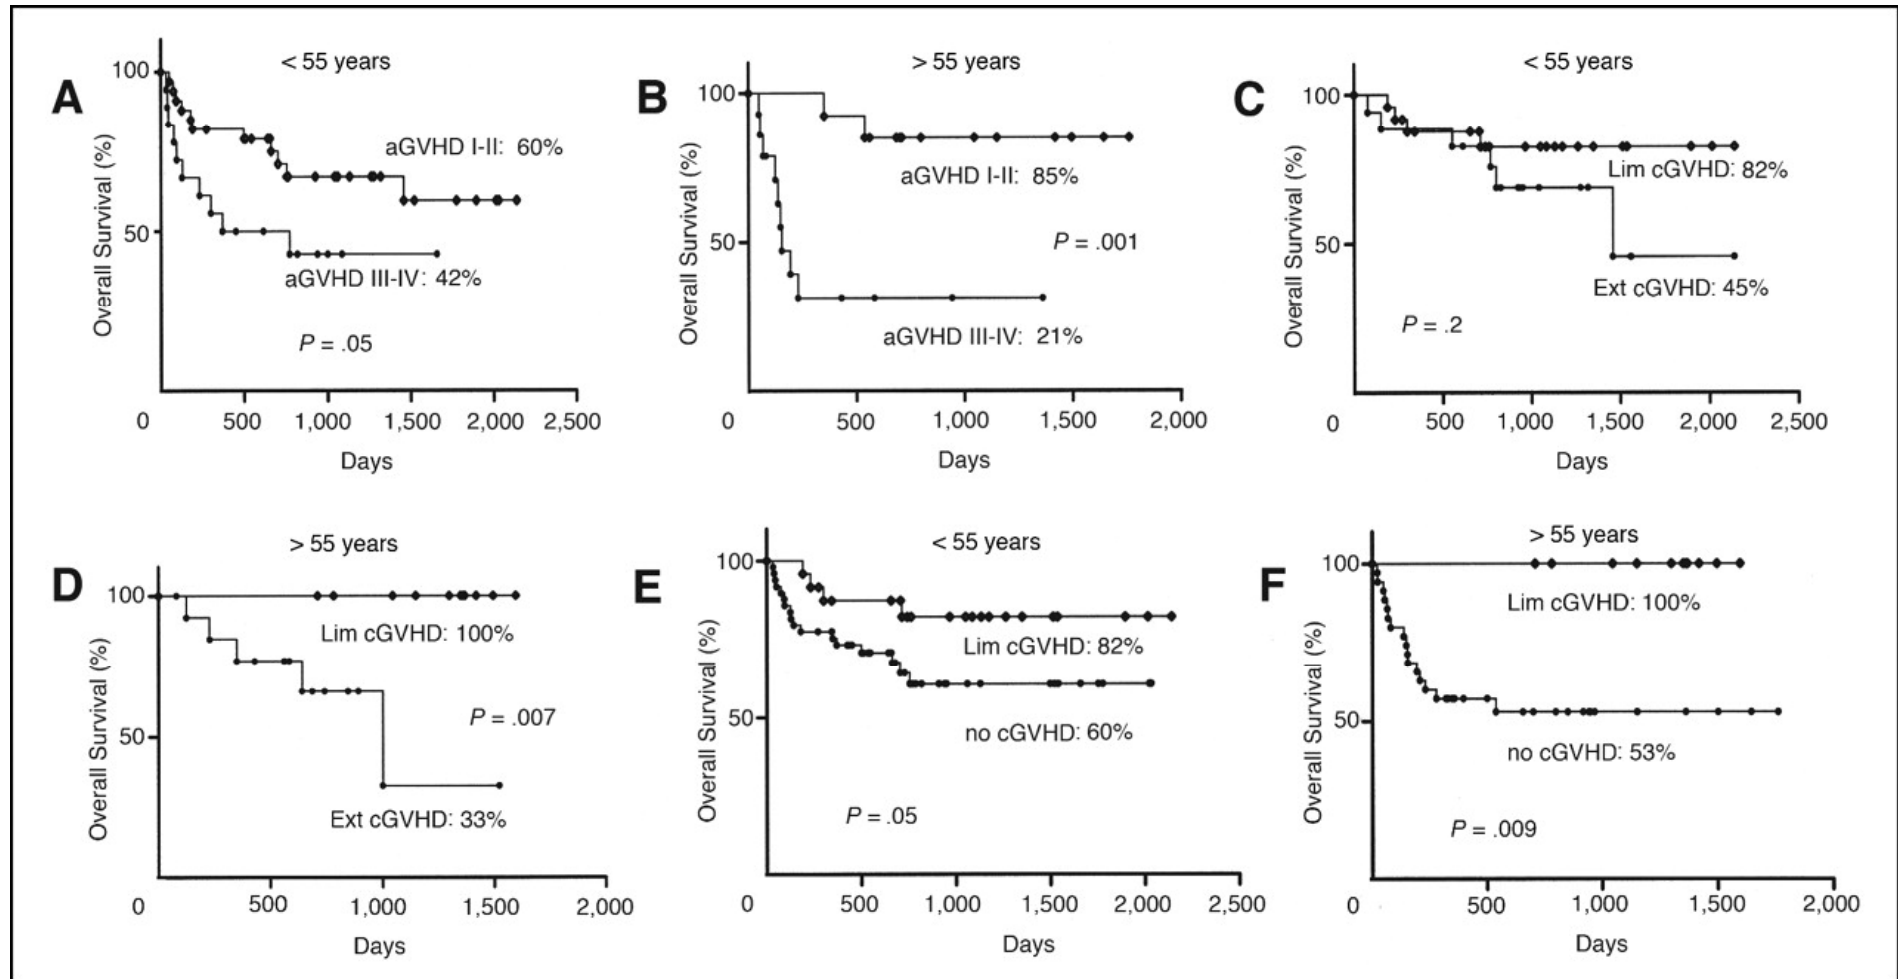 A
< 55 years
100
50
Overall Survival (%)
aGVHD I-II: 60%
aGVHD III-IV: 42%
P = .05
0 500 1,000 1,500 2,000 2,500
Days
B
> 55 years
100
50
Overall Survival (%)
aGVHD I-II: 85%
P = .001
aGVHD III-IV: 21%
0 500 1,000 1,500 2,000
Days
C
< 55 years
100
50
Overall Survival (%)
Lim cGVHD: 82%
Ext cGVHD: 45%
P = .2
0 500 1,000 1,500 2,000 2,500
Days
D
> 55 years
100
50
Overall Survival (%)
Lim cGVHD: 100%
P = .007
Ext cGVHD: 33%
0 500 1,000 1,500 2,000
Days
E
< 55 years
100
50
Overall Survival (%)
Lim cGVHD: 82%
no cGVHD: 60%
P = .05
0 500 1,000 1,500 2,000 2,500
Days
F
> 55 years
100
50
Overall Survival (%)
Lim cGVHD: 100%
no cGVHD: 53%
P = .009
0 500 1,000 1,500 2,000
Days